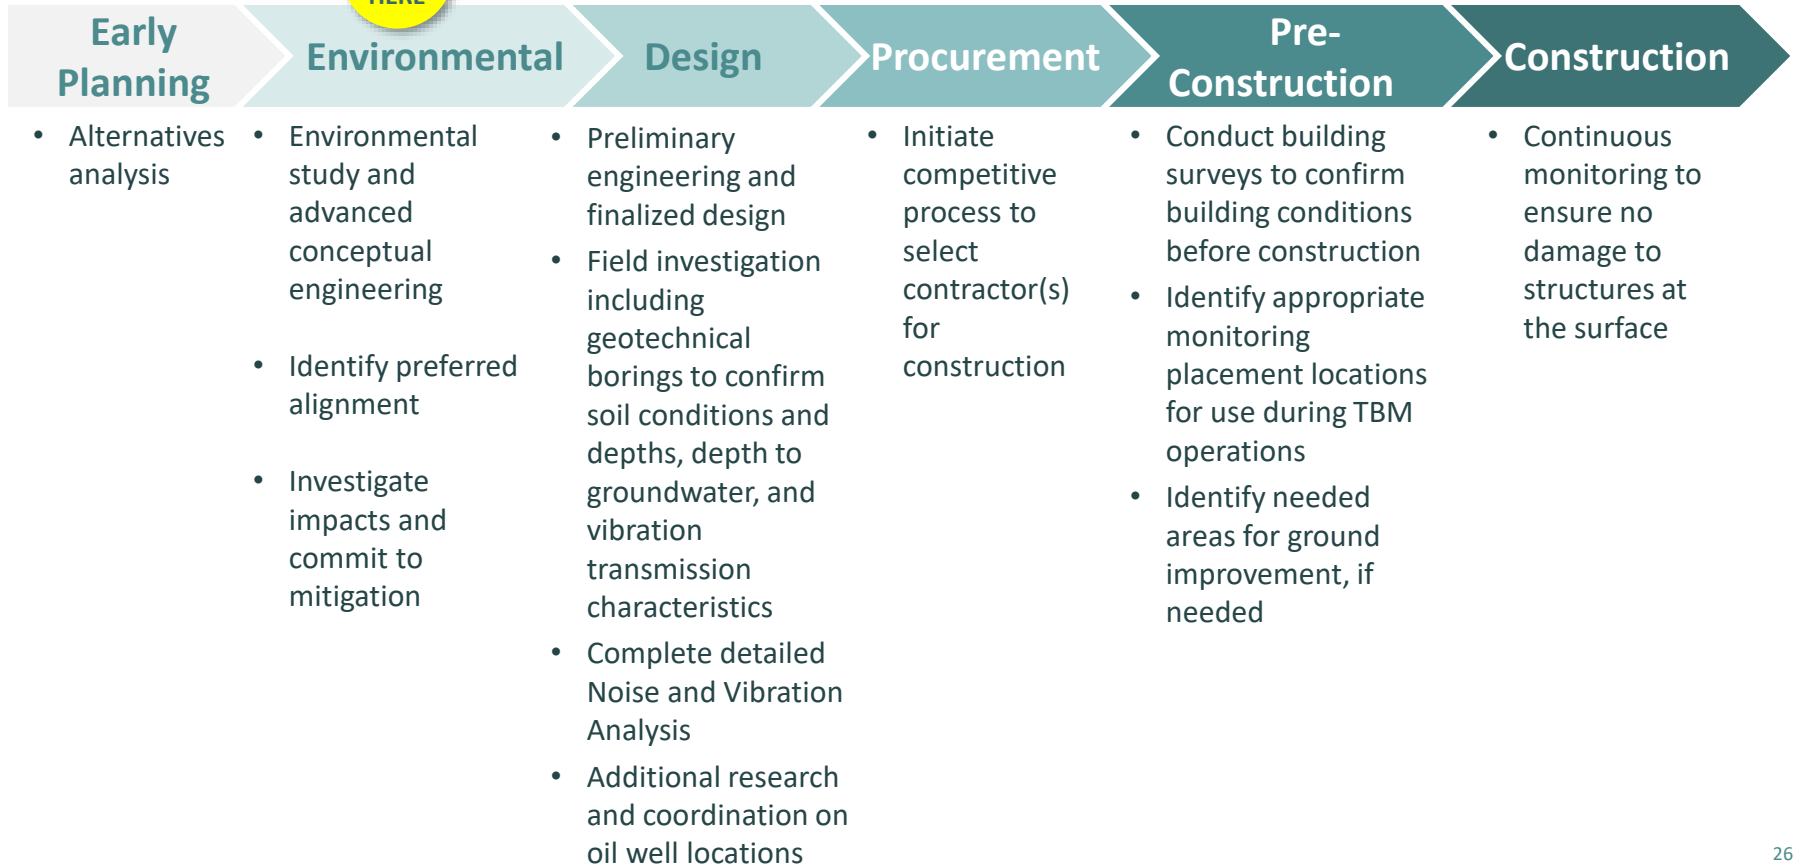 HERE
Early
Planning
Environmental
Design
Procurement
Pre-
Construction
Construction
• Alternatives
analysis
• Environmental
study and
advanced
conceptual
engineering
• Identify preferred
alignment
• Investigate
impacts and
commit to
mitigation
• Preliminary
engineering and
finalized design
• Field investigation
including
geotechnical
borings to confirm
soil conditions and
depths, depth to
groundwater, and
vibration
transmission
characteristics
• Complete detailed
Noise and Vibration
Analysis
• Additional research
and coordination on
oil well locations
• Initiate
competitive
process to
select
contractor(s)
for
construction
• Conduct building
surveys to confirm
building conditions
before construction
• Identify appropriate
monitoring
placement locations
for use during TBM
operations
• Identify needed
areas for ground
improvement, if
needed
• Continuous
monitoring to
ensure no
damage to
structures at
the surface
26